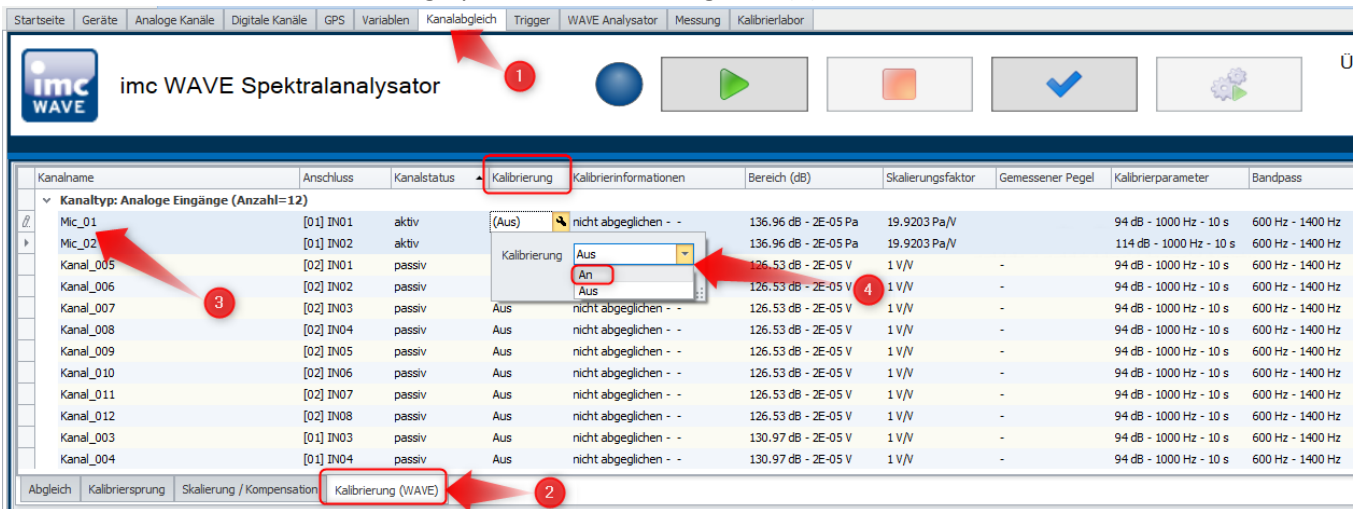 Startseite Geräte Analoge Kanäle Digitale Kanäle GPS Variablen Kanalabgleich Trigger WAVE Analysator Messung Kalibrierlabor
1
imc WAVE
imc WAVE Spektralanalysator
Ü
Kanalname Anschluss Kanalstatus Kalibrierung Kalibrierinformationen Bereich (dB) Skalierungsfaktor Gemessener Pegel Kalibrierparameter Bandpass
Kanaltyp: Analoge Eingänge (Anzahl=12)
Mic_01 [01] IN01 aktiv (Aus) nicht abgeglichen - - 136.96 dB - 2E-05 Pa 19.9203 Pa/V 94 dB - 1000 Hz - 10 s 600 Hz - 1400 Hz
Mic_02 [01] IN02 aktiv 136.96 dB - 2E-05 Pa 19.9203 Pa/V 114 dB - 1000 Hz - 10 s 600 Hz - 1400 Hz
Kalibrierung Aus
Kanal_005 [02] IN01 passiv 126.53 dB - 2E-05 V 1 V/V - 94 dB - 1000 Hz - 10 s 600 Hz - 1400 Hz
An
Kanal_006 [02] IN02 passiv 126.53 dB - 2E-05 V 1 V/V - 94 dB - 1000 Hz - 10 s 600 Hz - 1400 Hz
Aus
4
3
Kanal_007 [02] IN03 passiv Aus nicht abgeglichen - - 126.53 dB - 2E-05 V 1 V/V - 94 dB - 1000 Hz - 10 s 600 Hz - 1400 Hz
Kanal_008 [02] IN04 passiv Aus nicht abgeglichen - - 126.53 dB - 2E-05 V 1 V/V - 94 dB - 1000 Hz - 10 s 600 Hz - 1400 Hz
Kanal_009 [02] IN05 passiv Aus nicht abgeglichen - - 126.53 dB - 2E-05 V 1 V/V - 94 dB - 1000 Hz - 10 s 600 Hz - 1400 Hz
Kanal_010 [02] IN06 passiv Aus nicht abgeglichen - - 126.53 dB - 2E-05 V 1 V/V - 94 dB - 1000 Hz - 10 s 600 Hz - 1400 Hz
Kanal_011 [02] IN07 passiv Aus nicht abgeglichen - - 126.53 dB - 2E-05 V 1 V/V - 94 dB - 1000 Hz - 10 s 600 Hz - 1400 Hz
Kanal_012 [02] IN08 passiv Aus nicht abgeglichen - - 126.53 dB - 2E-05 V 1 V/V - 94 dB - 1000 Hz - 10 s 600 Hz - 1400 Hz
Kanal_003 [01] IN03 passiv Aus nicht abgeglichen - - 130.97 dB - 2E-05 V 1 V/V - 94 dB - 1000 Hz - 10 s 600 Hz - 1400 Hz
Kanal_004 [01] IN04 passiv Aus nicht abgeglichen - - 130.97 dB - 2E-05 V 1 V/V - 94 dB - 1000 Hz - 10 s 600 Hz - 1400 Hz
Abgleich Kalibriersprung Skalierung / Kompensation Kalibrierung (WAVE)
2